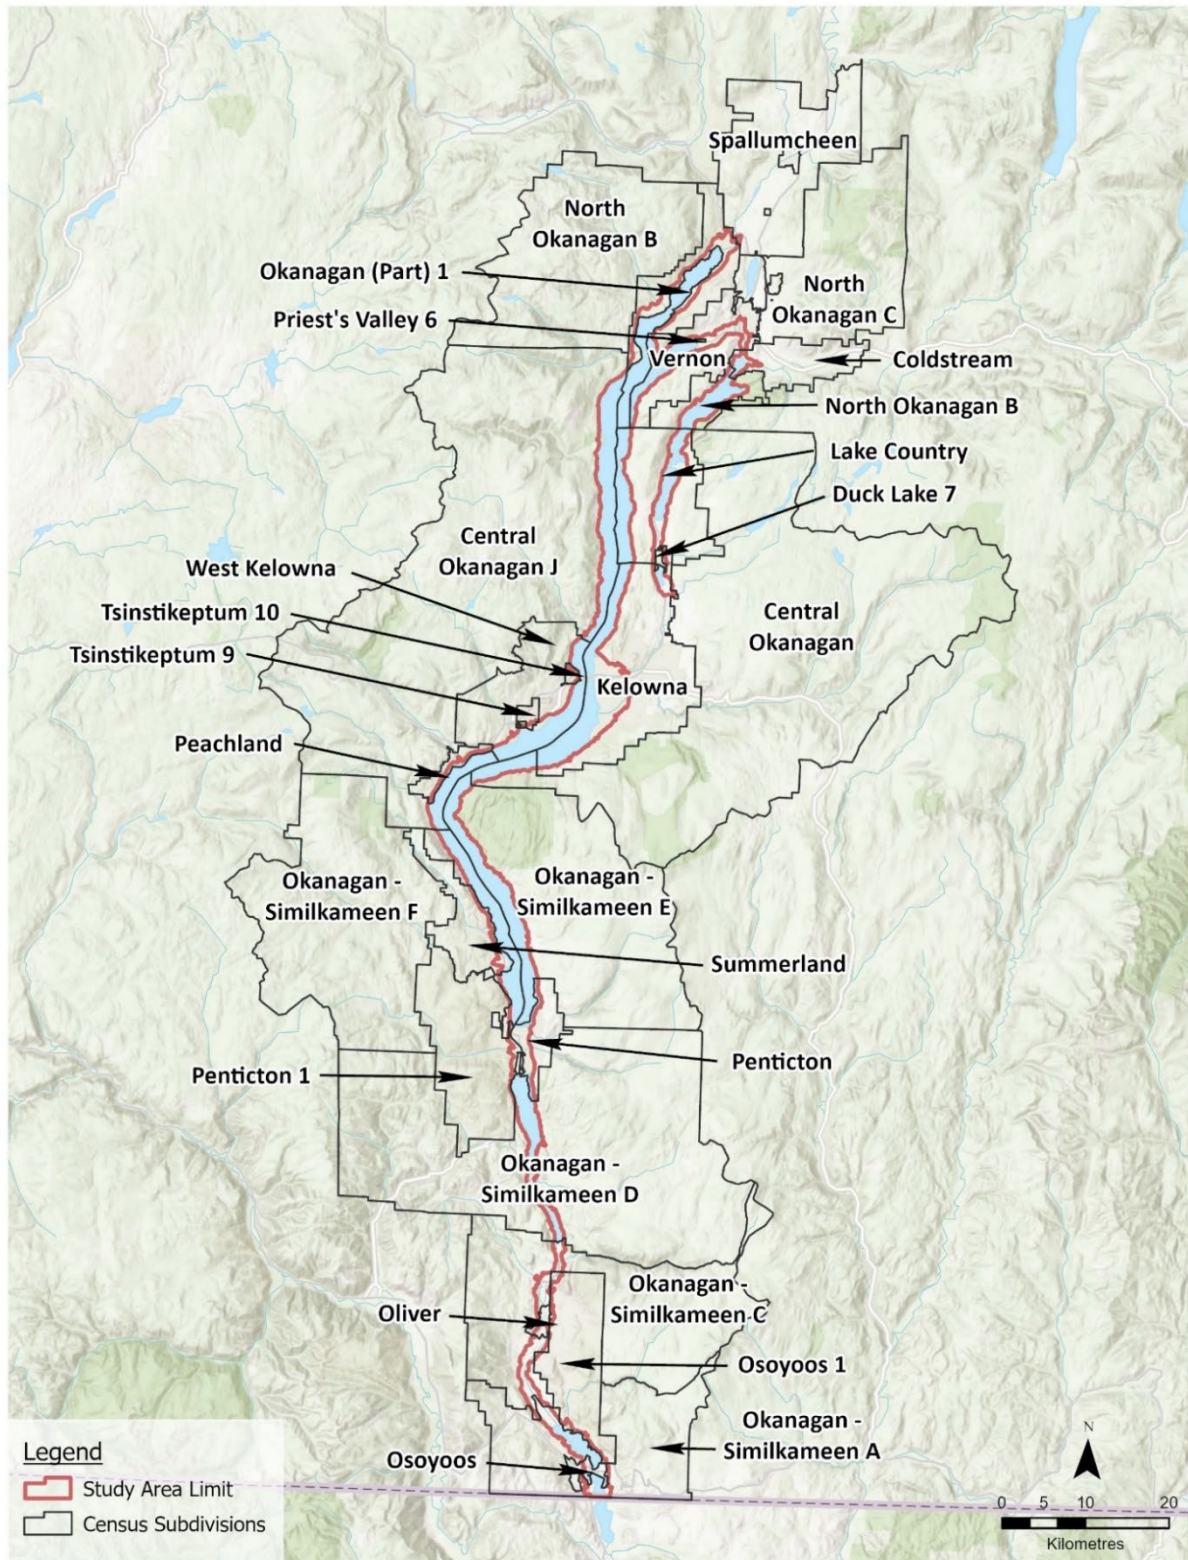 Spallumcheen
North
Okanagan B
Okanagan (Part) 1
North
Okanagan C
Priest's Valley 6
Vernon
Coldstream
North Okanagan B
Lake Country
Duck Lake 7
Central
Okanagan J
West Kelowna
Tsinstikeptum 10
Central
Okanagan
Tsinstikeptum 9
Kelowna
Peachland
Okanagan -
Similkameen F
Okanagan -
Similkameen E
Summerland
Penticton
Penticton 1
Okanagan -
Similkameen D
Okanagan -
Similkameen C
Oliver
Osoyoos 1
Okanagan -
Similkameen A
Osoyoos
Legend
Study Area Limit
Census Subdivisions
N
0 5 10 20
Kilometres